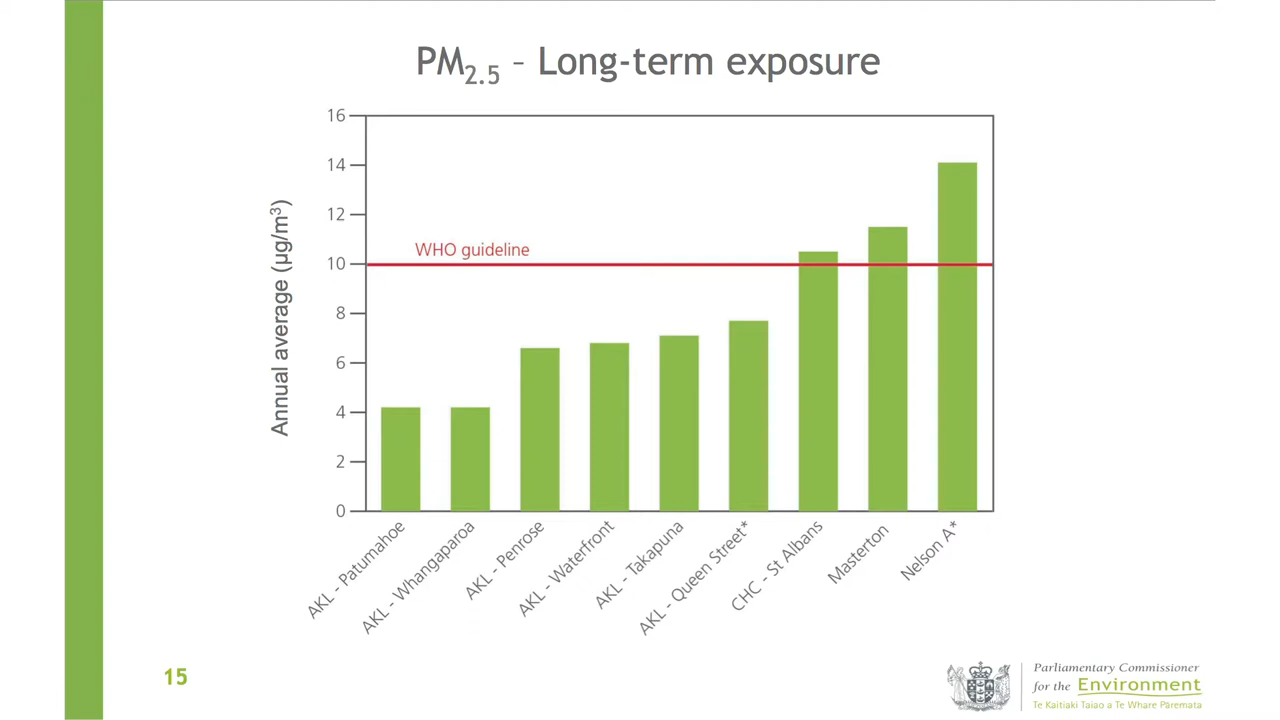 PM2.5 – Long-term exposure
Annual average (µg/m³)
16
14
12
10
8
6
4
2
0
WHO guideline
AKL - Patumahoe
AKL - Whangaparoa
AKL - Penrose
AKL - Waterfront
AKL - Takapuna
AKL - Queen Street*
CHC - St Albans
Masterton
Nelson A*
15
Parliamentary Commissioner
for the Environment
Te Kaitiaki Taiao a Te Whare Pāremata